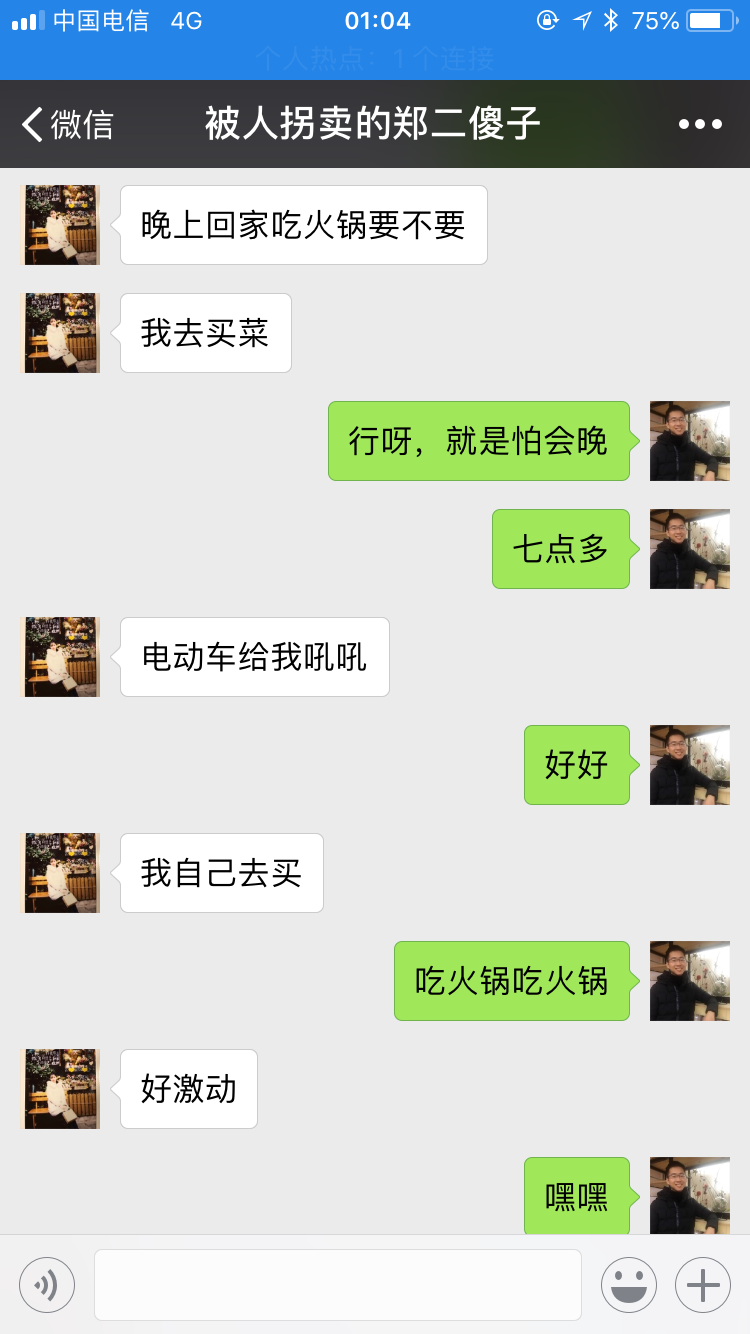 中国电信 4G 01:04 75%
个人热点：1 个连接
微信 被人拐卖的郑二傻子
晚上回家吃火锅要不要
我去买菜
行呀，就是怕会晚
七点多
电动车给我吼吼
好好
我自己去买
吃火锅吃火锅
好激动
嘿嘿